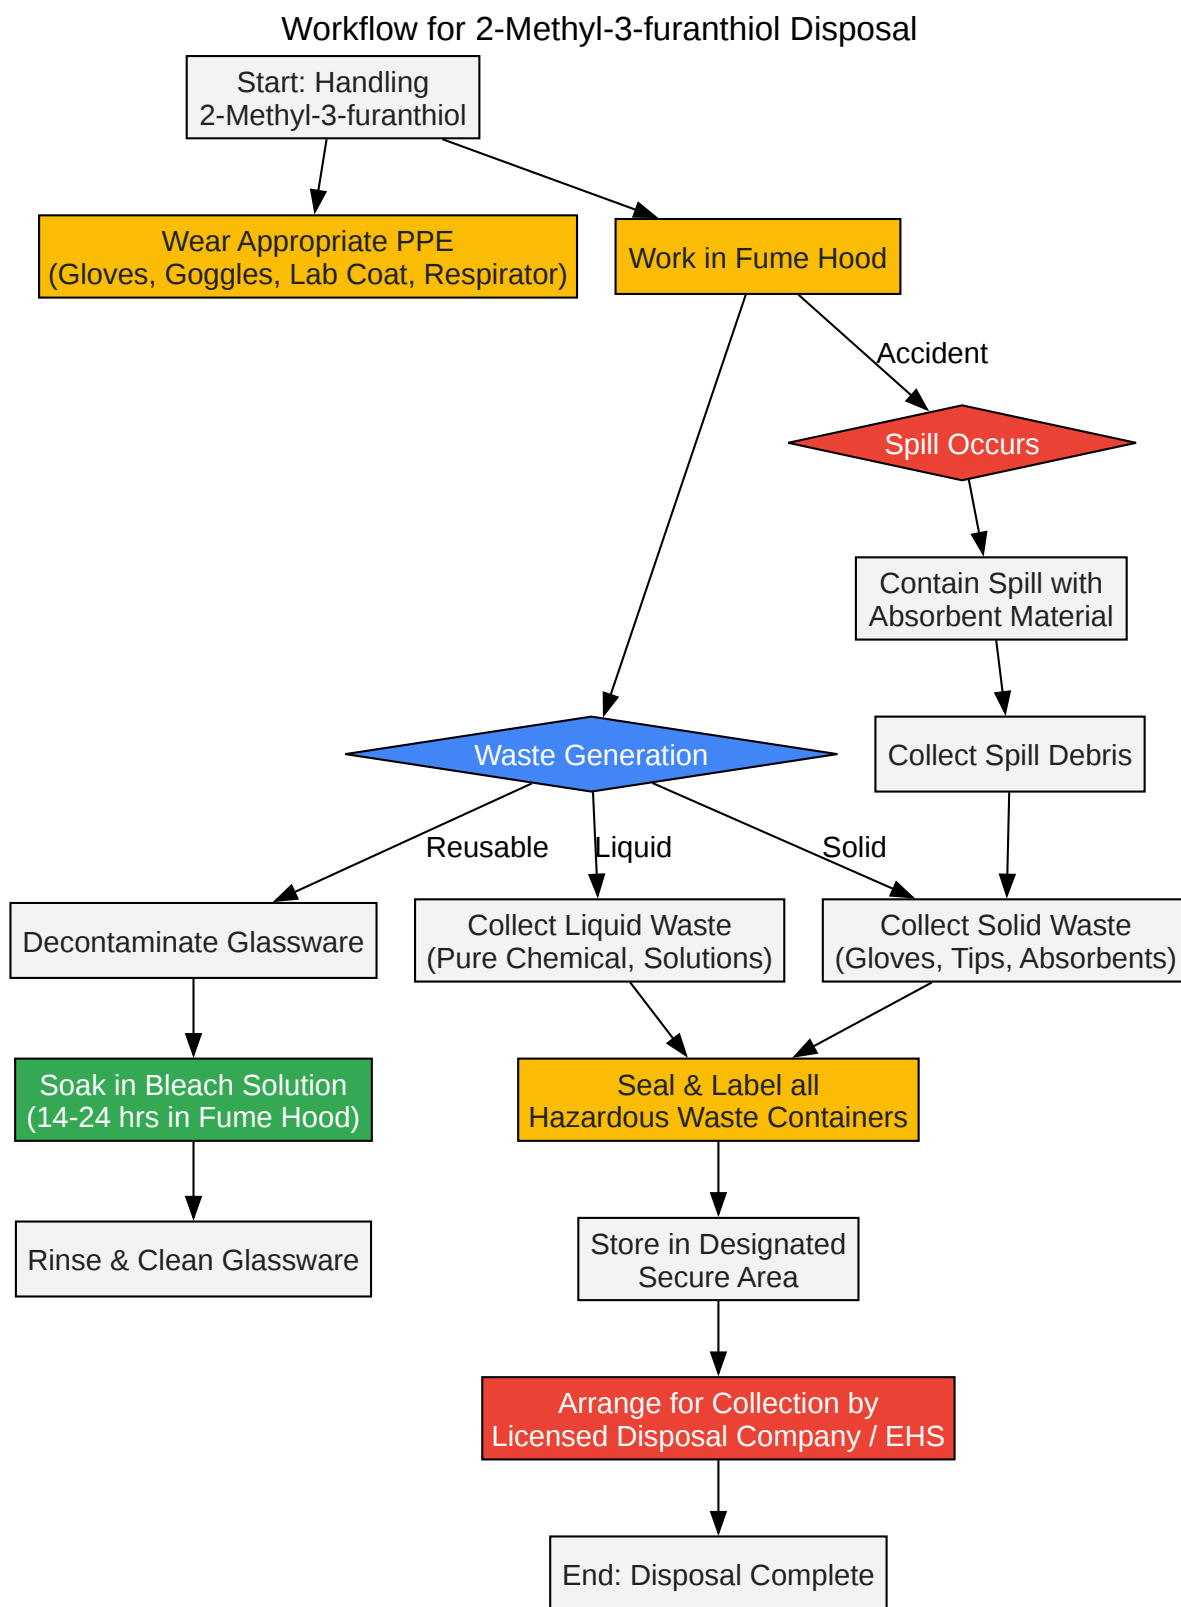 Workflow for 2-Methyl-3-furanthiol Disposal
Start: Handling
2-Methyl-3-furanthiol
Wear Appropriate PPE
(Gloves, Goggles, Lab Coat, Respirator)
Work in Fume Hood
Accident
Spill Occurs
Contain Spill with
Absorbent Material
Waste Generation
Collect Spill Debris
Reusable
Liquid
Solid
Decontaminate Glassware
Collect Liquid Waste
(Pure Chemical, Solutions)
Collect Solid Waste
(Gloves, Tips, Absorbents)
Soak in Bleach Solution
(14-24 hrs in Fume Hood)
Seal & Label all
Hazardous Waste Containers
Rinse & Clean Glassware
Store in Designated
Secure Area
Arrange for Collection by
Licensed Disposal Company / EHS
End: Disposal Complete